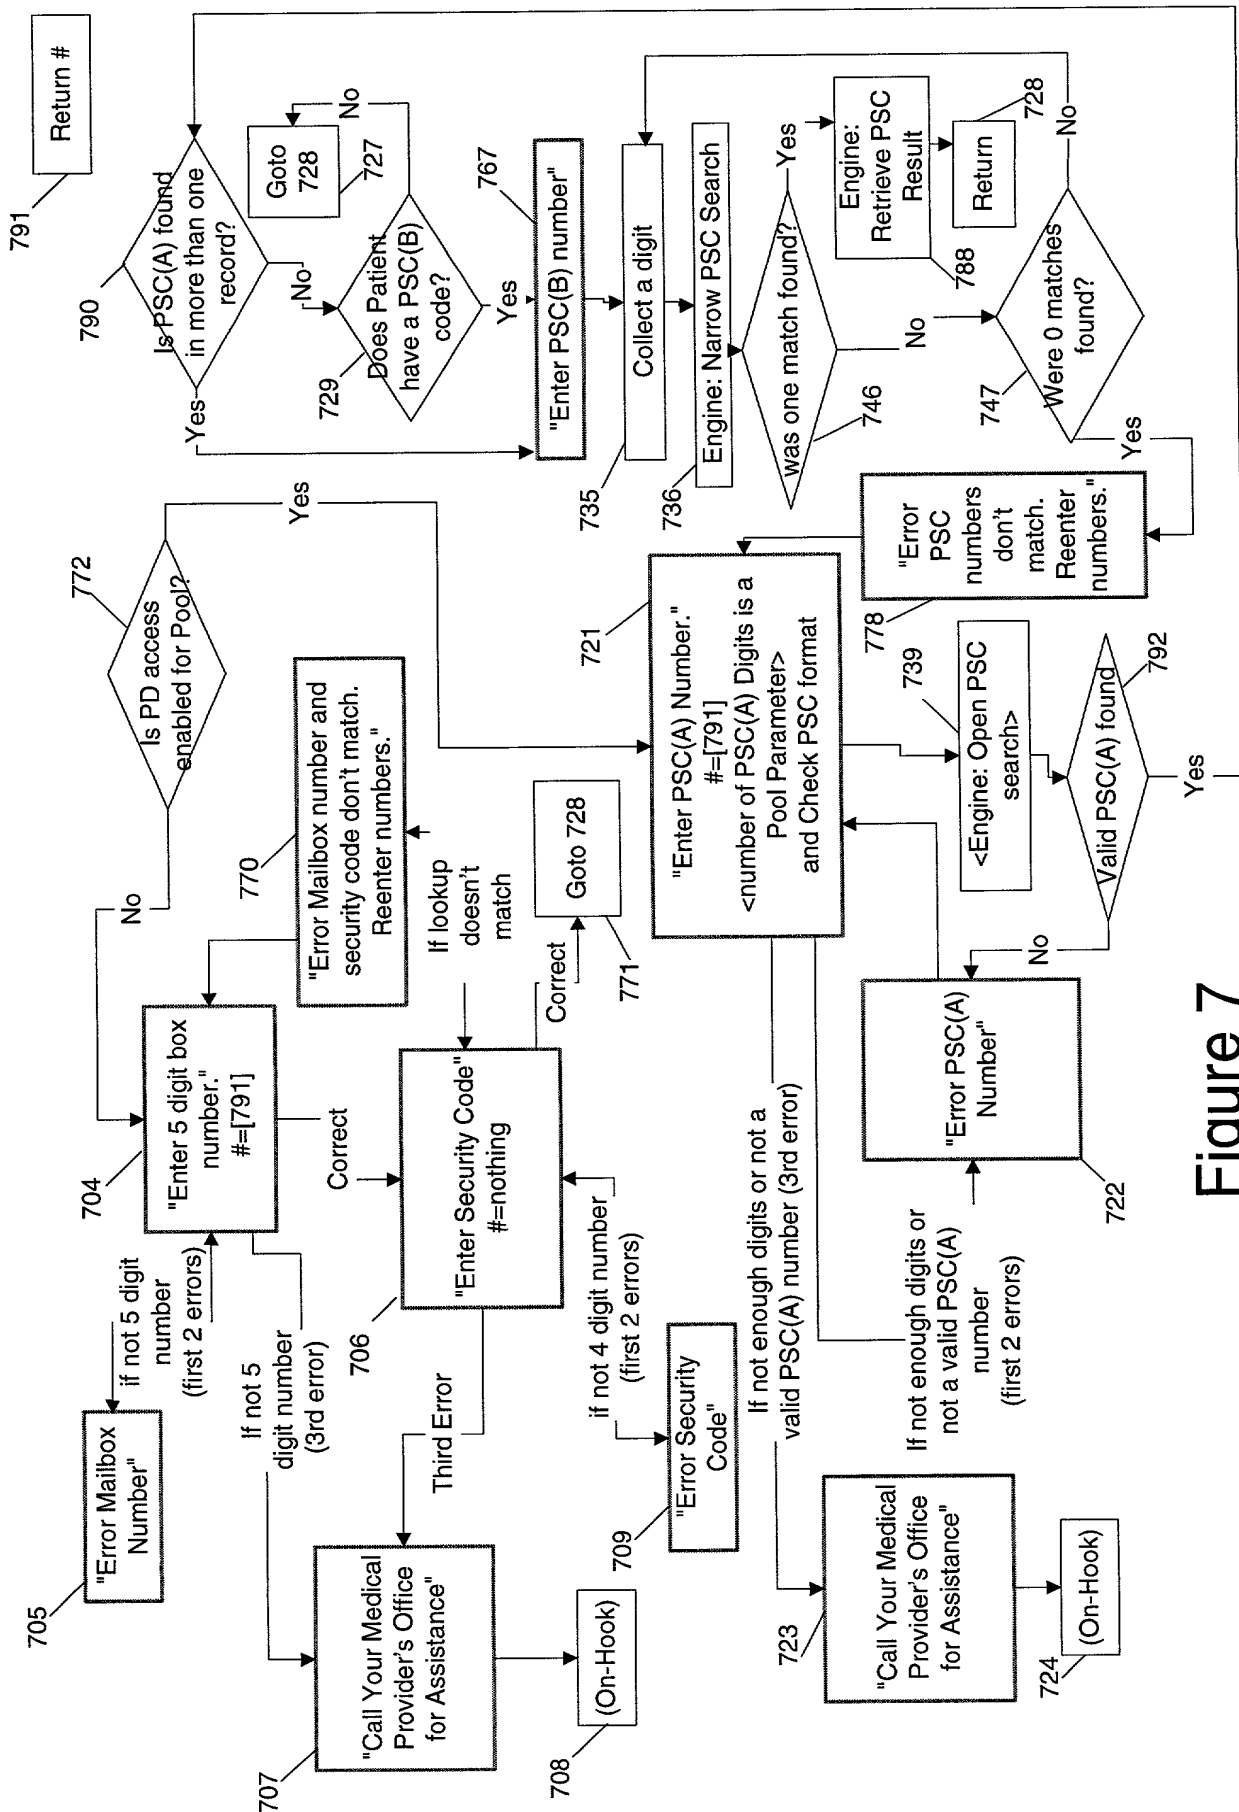 791
Return #
790
Is PSC(A) found
in more than one
record?
Yes
No
729
Does Patient
have a PSC(B)
code?
No
Goto
728
727
Yes
767
"Enter PSC(B) number"
735
Collect a digit
736
Engine: Narrow PSC Search
was one match found?
746
Yes
No
Engine:
Retrieve PSC
Result
788
Return
728
747
Were 0 matches
found?
No
Yes
"Error
PSC
numbers
don't
match.
Reenter
numbers."
778
772
Is PD access
enabled for Pool?
Yes
No
770
"Error Mailbox number and
security code don't match.
Reenter numbers."
If lookup
doesn't
match
704
"Enter 5 digit box
number."
#=[791]
Correct
if not 5 digit
number
(first 2 errors)
705
"Error Mailbox
Number"
If not 5
digit number
(3rd error)
706
"Enter Security Code"
#=nothing
Correct
Goto 728
771
Third Error
if not 4 digit number
(first 2 errors)
709
"Error Security
Code"
707
"Call Your Medical
Provider's Office
for Assistance"
708
(On-Hook)
721
"Enter PSC(A) Number."
#=[791]
<number of PSC(A) Digits is a
Pool Parameter>
and Check PSC format
739
<Engine: Open PSC
search>
792
Valid PSC(A) found
Yes
No
"Error PSC(A)
Number"
722
If not enough digits or not a
valid PSC(A) number (3rd error)
If not enough digits or
not a valid PSC(A)
number
(first 2 errors)
723
"Call Your Medical
Provider's Office
for Assistance"
724
(On-Hook)
Figure 7